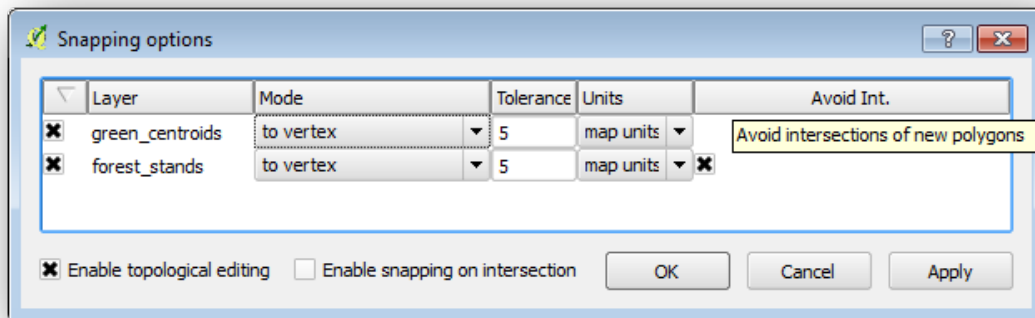 Snapping options
Layer Mode Tolerance Units Avoid Int.
green_centroids to vertex 5 map units Avoid intersections of new polygons
forest_stands to vertex 5 map units
Enable topological editing Enable snapping on intersection OK Cancel Apply